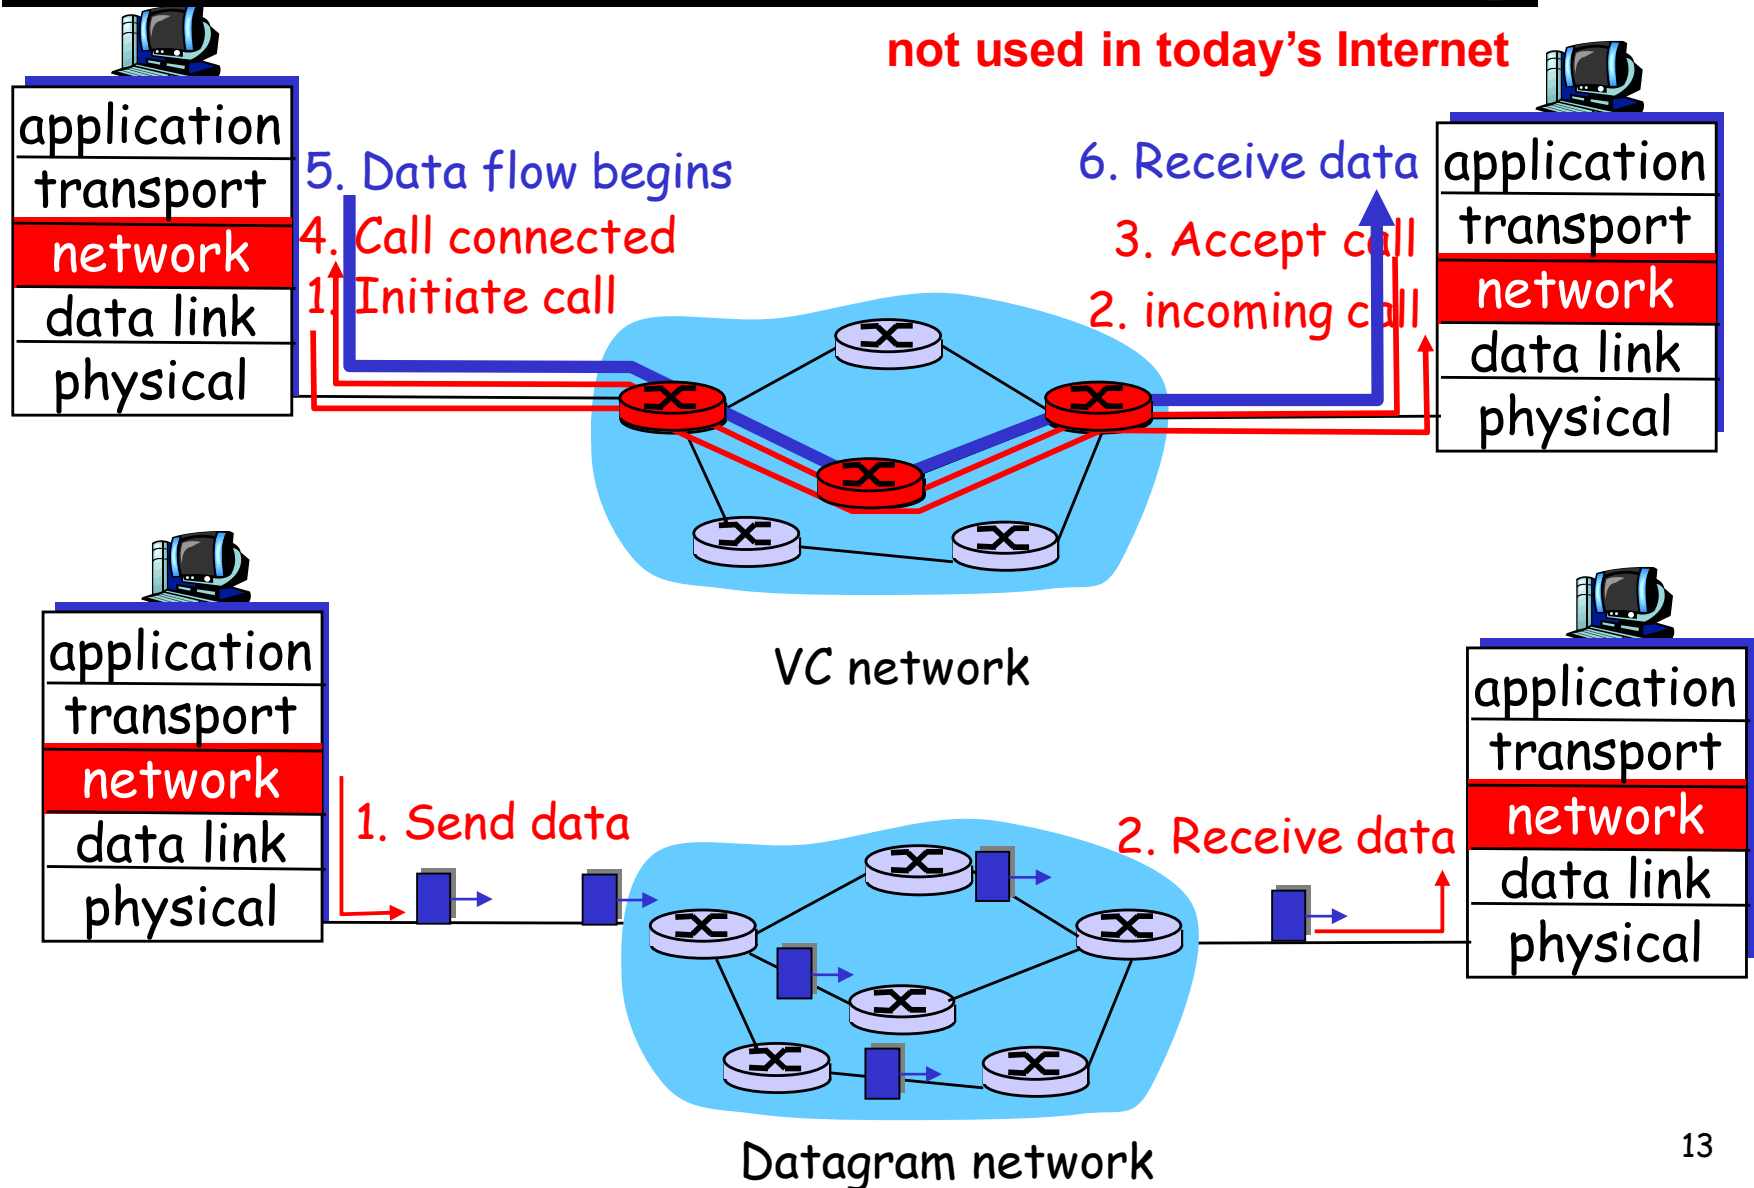 not used in today's Internet
application
transport
network
data link
physical
5. Data flow begins
4. Call connected
1. Initiate call
6. Receive data
3. Accept call
2. incoming call
application
transport
network
data link
physical
VC network
application
transport
network
data link
physical
1. Send data
2. Receive data
application
transport
network
data link
physical
Datagram network
13